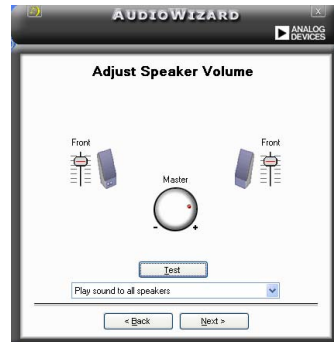 AUDIOWIZARD
X
ANALOG
DEVICES
Adjust Speaker Volume
Front
Front
Master
- +
Test
Play sound to all speakers
< Back
Next >